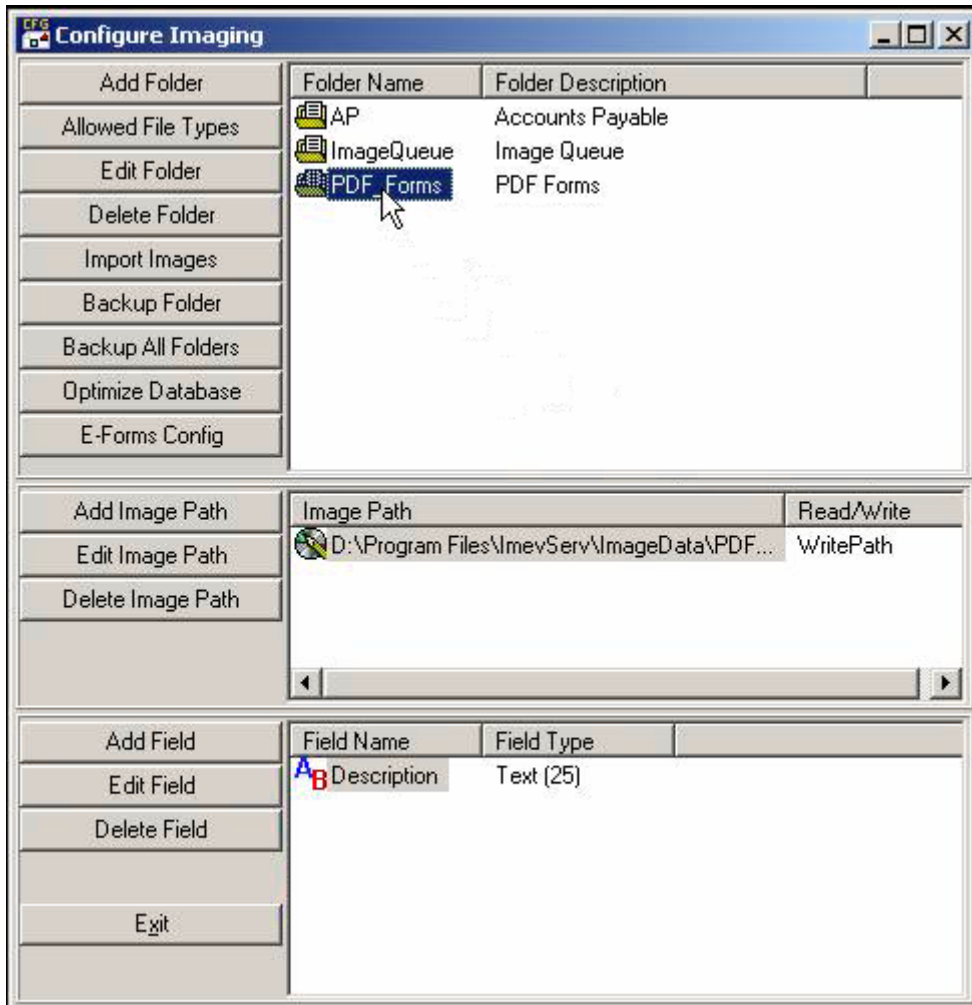 CFG
Configure Imaging
Add Folder
Allowed File Types
Edit Folder
Delete Folder
Import Images
Backup Folder
Backup All Folders
Optimize Database
E-Forms Config
Folder Name Folder Description
AP Accounts Payable
ImageQueue Image Queue
PDF_Forms PDF Forms
Add Image Path
Edit Image Path
Delete Image Path
Image Path Read/Write
D:\Program Files\ImevServ\ImageData\PDF... WritePath
Add Field
Edit Field
Delete Field
Exit
Field Name Field Type
AB Description Text (25)